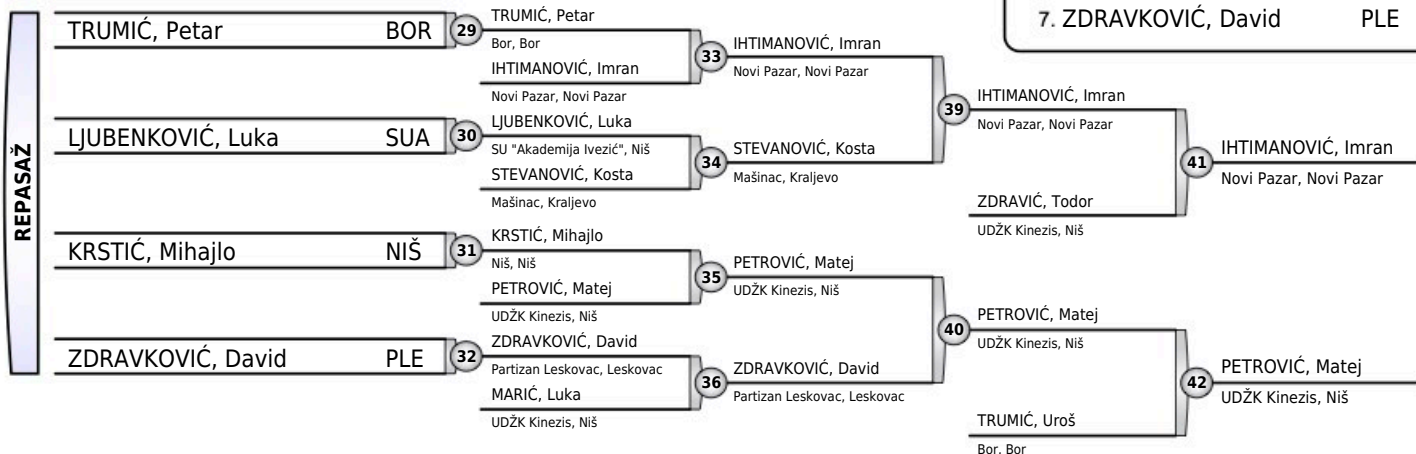 7. ZDRAVKOVIĆ, David PLE
REPASAŽ
TRUMIĆ, Petar BOR
29
TRUMIĆ, Petar
Bor, Bor
IHTIMANOVIĆ, Imran
Novi Pazar, Novi Pazar
33
IHTIMANOVIĆ, Imran
Novi Pazar, Novi Pazar
LJUBENKOVIĆ, Luka SUA
30
LJUBENKOVIĆ, Luka
SU "Akademija Ivezić", Niš
STEVANOVIĆ, Kosta
Mašinac, Kraljevo
34
STEVANOVIĆ, Kosta
Mašinac, Kraljevo
39
IHTIMANOVIĆ, Imran
Novi Pazar, Novi Pazar
ZDRAVIĆ, Todor
UDŽK Kinezis, Niš
41
IHTIMANOVIĆ, Imran
Novi Pazar, Novi Pazar
KRSTIĆ, Mihajlo NIŠ
31
KRSTIĆ, Mihajlo
Niš, Niš
PETROVIĆ, Matej
UDŽK Kinezis, Niš
35
PETROVIĆ, Matej
UDŽK Kinezis, Niš
ZDRAVKOVIĆ, David PLE
32
ZDRAVKOVIĆ, David
Partizan Leskovac, Leskovac
MARIĆ, Luka
UDŽK Kinezis, Niš
36
ZDRAVKOVIĆ, David
Partizan Leskovac, Leskovac
40
PETROVIĆ, Matej
UDŽK Kinezis, Niš
TRUMIĆ, Uroš
Bor, Bor
42
PETROVIĆ, Matej
UDŽK Kinezis, Niš